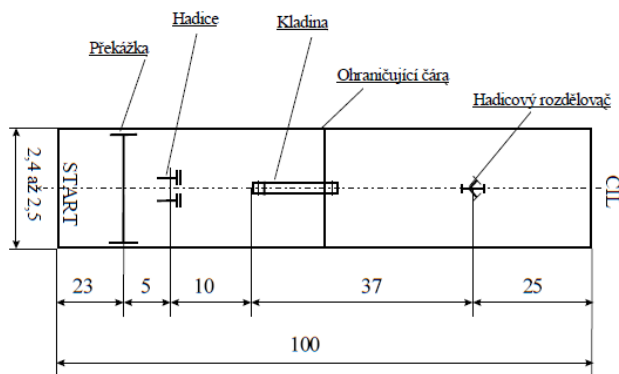 Hadice
Kladina
Překážka
Ohraničující čára
Hadicový rozdělovač
2,4 až 2,5
START
CÍL
23
5
10
37
25
100